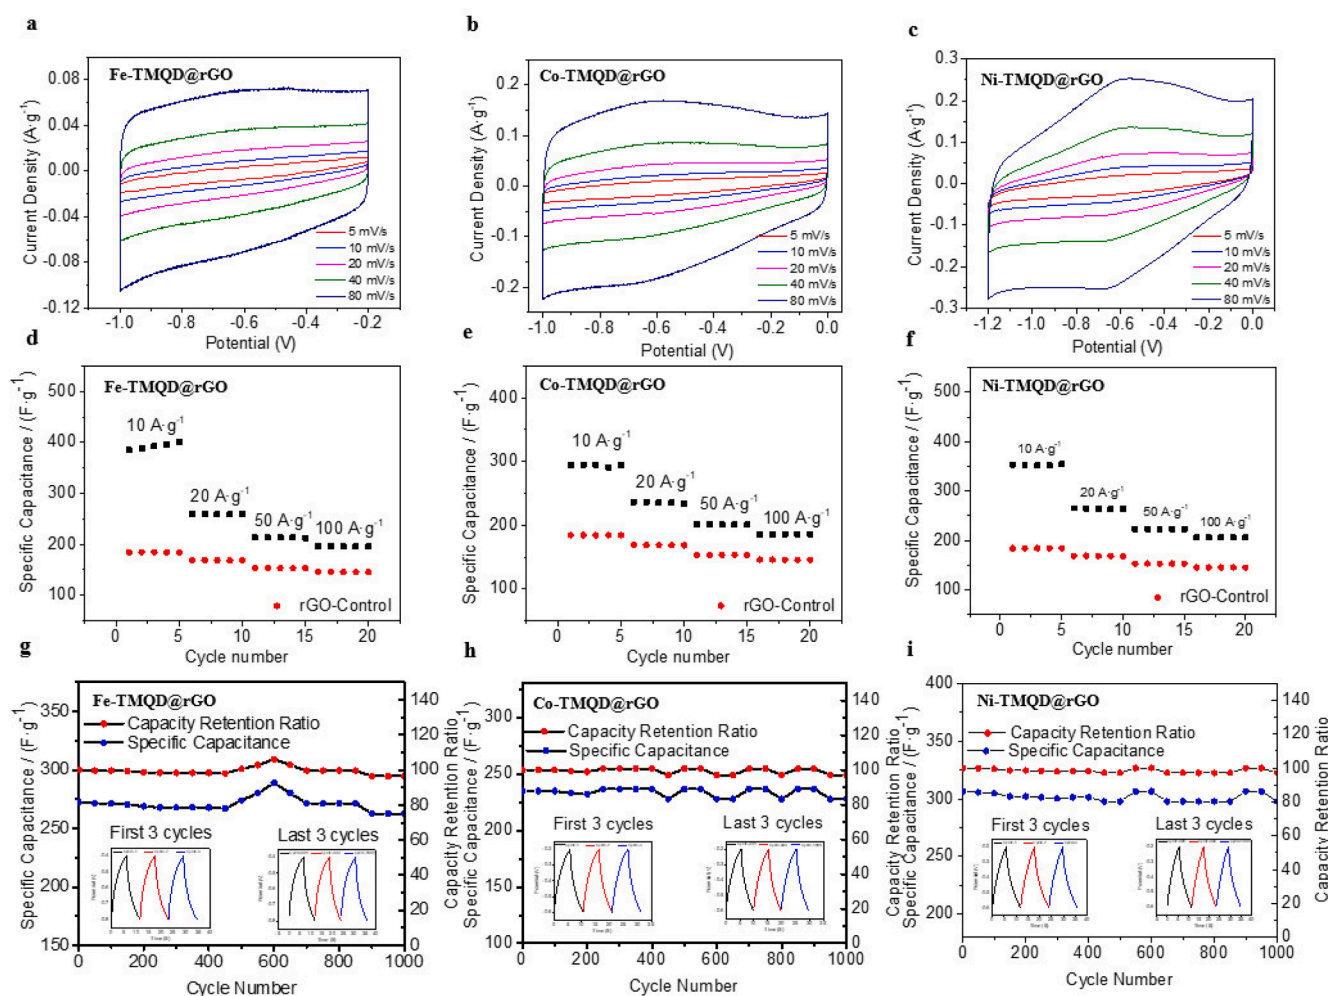 a
Fe-TMQD@rGO
Current Density (A·g-1)
0.08
0.04
0.00
-0.04
-0.08
-0.12
5 mV/s
10 mV/s
20 mV/s
40 mV/s
80 mV/s
-1.0 -0.8 -0.6 -0.4 -0.2
Potential (V)
b
Co-TMQD@rGO
Current Density (A·g-1)
0.2
0.1
0.0
-0.1
-0.2
5 mV/s
10 mV/s
20 mV/s
40 mV/s
80 mV/s
-1.0 -0.8 -0.6 -0.4 -0.2 0.0
Potential (V)
c
Ni-TMQD@rGO
Current Density (A·g-1)
0.3
0.2
0.1
0.0
-0.1
-0.2
-0.3
5 mV/s
10 mV/s
20 mV/s
40 mV/s
80 mV/s
-1.2 -1.0 -0.8 -0.6 -0.4 -0.2 0.0
Potential (V)
d
Fe-TMQD@rGO
Specific Capacitance / (F·g-1)
500
400
300
200
100
10 A·g-1
20 A·g-1
50 A·g-1
100 A·g-1
rGO-Control
0 5 10 15 20
Cycle number
e
Co-TMQD@rGO
Specific Capacitance / (F·g-1)
400
300
200
100
10 A·g-1
20 A·g-1
50 A·g-1
100 A·g-1
rGO-Control
0 5 10 15 20
Cycle number
f
Ni-TMQD@rGO
Specific Capacitance / (F·g-1)
500
400
300
200
100
10 A·g-1
20 A·g-1
50 A·g-1
100 A·g-1
rGO-Control
0 5 10 15 20
Cycle number
g
Fe-TMQD@rGO
Capacity Retention Ratio
Specific Capacitance
Specific Capacitance / (F·g-1)
350
300
250
200
150
First 3 cycles
Last 3 cycles
140
120
100
80
60
40
20
0
Capacity Retention Ratio
0 200 400 600 800 1000
Cycle Number
h
Co-TMQD@rGO
Capacity Retention Ratio
Specific Capacitance
Specific Capacitance / (F·g-1)
300
250
200
150
100
First 3 cycles
Last 3 cycles
140
120
100
80
60
40
20
0
Capacity Retention Ratio
0 100 200 300 400 500 600 700 800 900 1000
Cycle Number
i
Ni-TMQD@rGO
Capacity Retention Ratio
Specific Capacitance
Specific Capacitance / (F·g-1)
400
375
350
325
300
275
250
225
200
180
First 3 cycles
Last 3 cycles
140
120
100
80
60
40
20
0
Capacity Retention Ratio
0 200 400 600 800 1000
Cycle Number